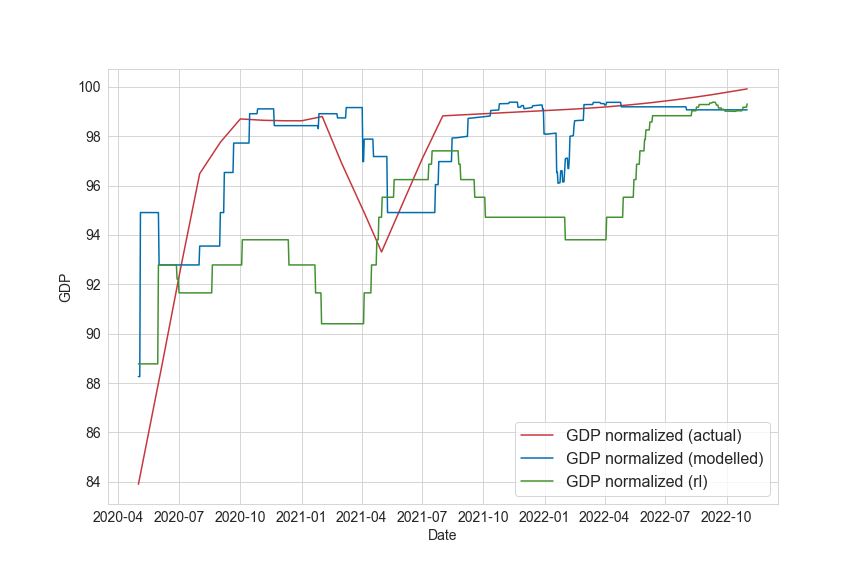 100
98
96
94
92
90
88
86
84
GDP
2020-04 2020-07 2020-10 2021-01 2021-04 2021-07 2021-10 2022-01 2022-04 2022-07 2022-10
Date
GDP normalized (actual)
GDP normalized (modelled)
GDP normalized (rl)